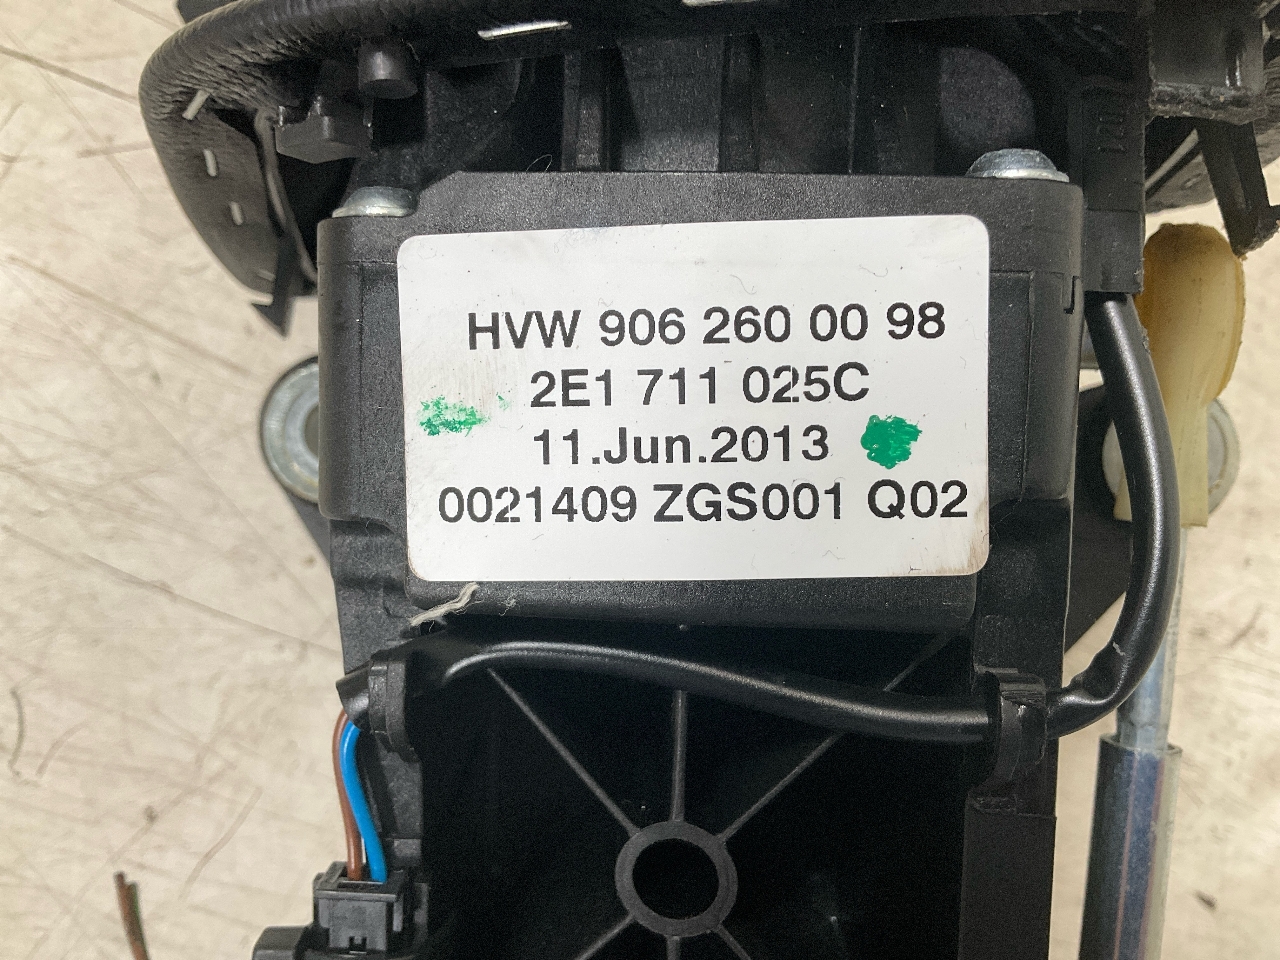 HVW 906 260 00 98
2E1 711 025C
11.Jun.2013
0021409 ZGS001 Q02